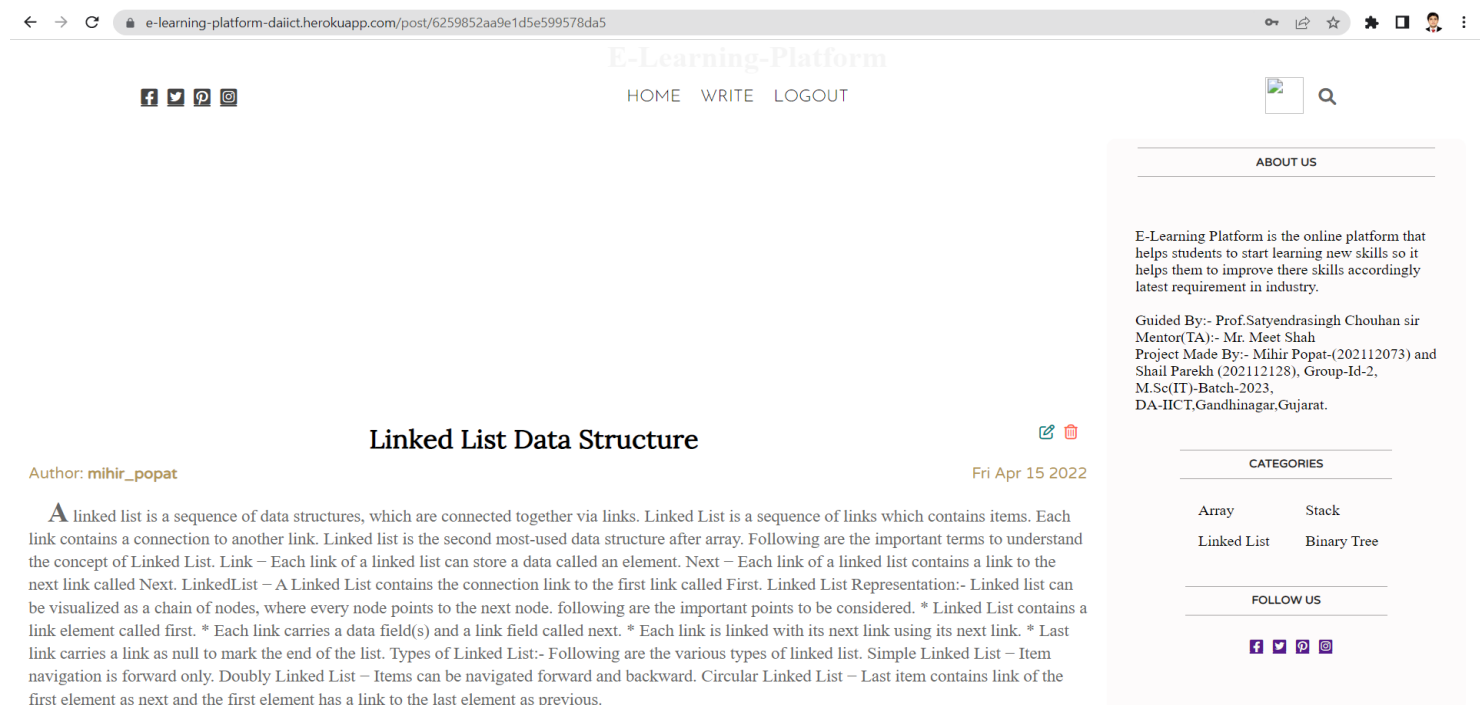 e-learning-platform-daiict.herokuapp.com/post/6259852aa9e1d5e599578da5
E-Learning-Platform
HOME WRITE LOGOUT
Linked List Data Structure
Author: mihir_popat
Fri Apr 15 2022
A linked list is a sequence of data structures, which are connected together via links. Linked List is a sequence of links which contains items. Each
link contains a connection to another link. Linked list is the second most-used data structure after array. Following are the important terms to understand
the concept of Linked List. Link − Each link of a linked list can store a data called an element. Next − Each link of a linked list contains a link to the
next link called Next. LinkedList − A Linked List contains the connection link to the first link called First. Linked List Representation:- Linked list can
be visualized as a chain of nodes, where every node points to the next node. following are the important points to be considered. * Linked List contains a
link element called first. * Each link carries a data field(s) and a link field called next. * Each link is linked with its next link using its next link. * Last
link carries a link as null to mark the end of the list. Types of Linked List:- Following are the various types of linked list. Simple Linked List − Item
navigation is forward only. Doubly Linked List − Items can be navigated forward and backward. Circular Linked List − Last item contains link of the
first element as next and the first element has a link to the last element as previous.
ABOUT US
E-Learning Platform is the online platform that
helps students to start learning new skills so it
helps them to improve there skills accordingly
latest requirement in industry.
Guided By:- Prof.Satyendrasingh Chouhan sir
Mentor(TA):- Mr. Meet Shah
Project Made By:- Mihir Popat-(202112073) and
Shail Parekh (202112128), Group-Id-2,
M.Sc(IT)-Batch-2023,
DA-IICT,Gandhinagar,Gujarat.
CATEGORIES
Array Stack
Linked List Binary Tree
FOLLOW US